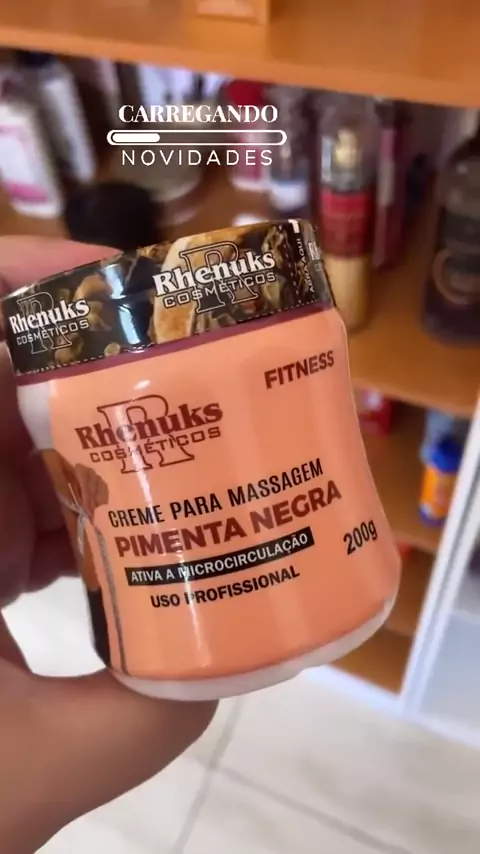 CARREGANDO
NOVIDADES
Rhenuks
COSMÉTICOS
Rhenuks
COSMÉTICOS
FITNESS
Rhenuks
COSMÉTICOS
R
CREME PARA MASSAGEM
PIMENTA NEGRA
ATIVA A MICROCIRCULAÇÃO
200g
USO PROFISSIONAL